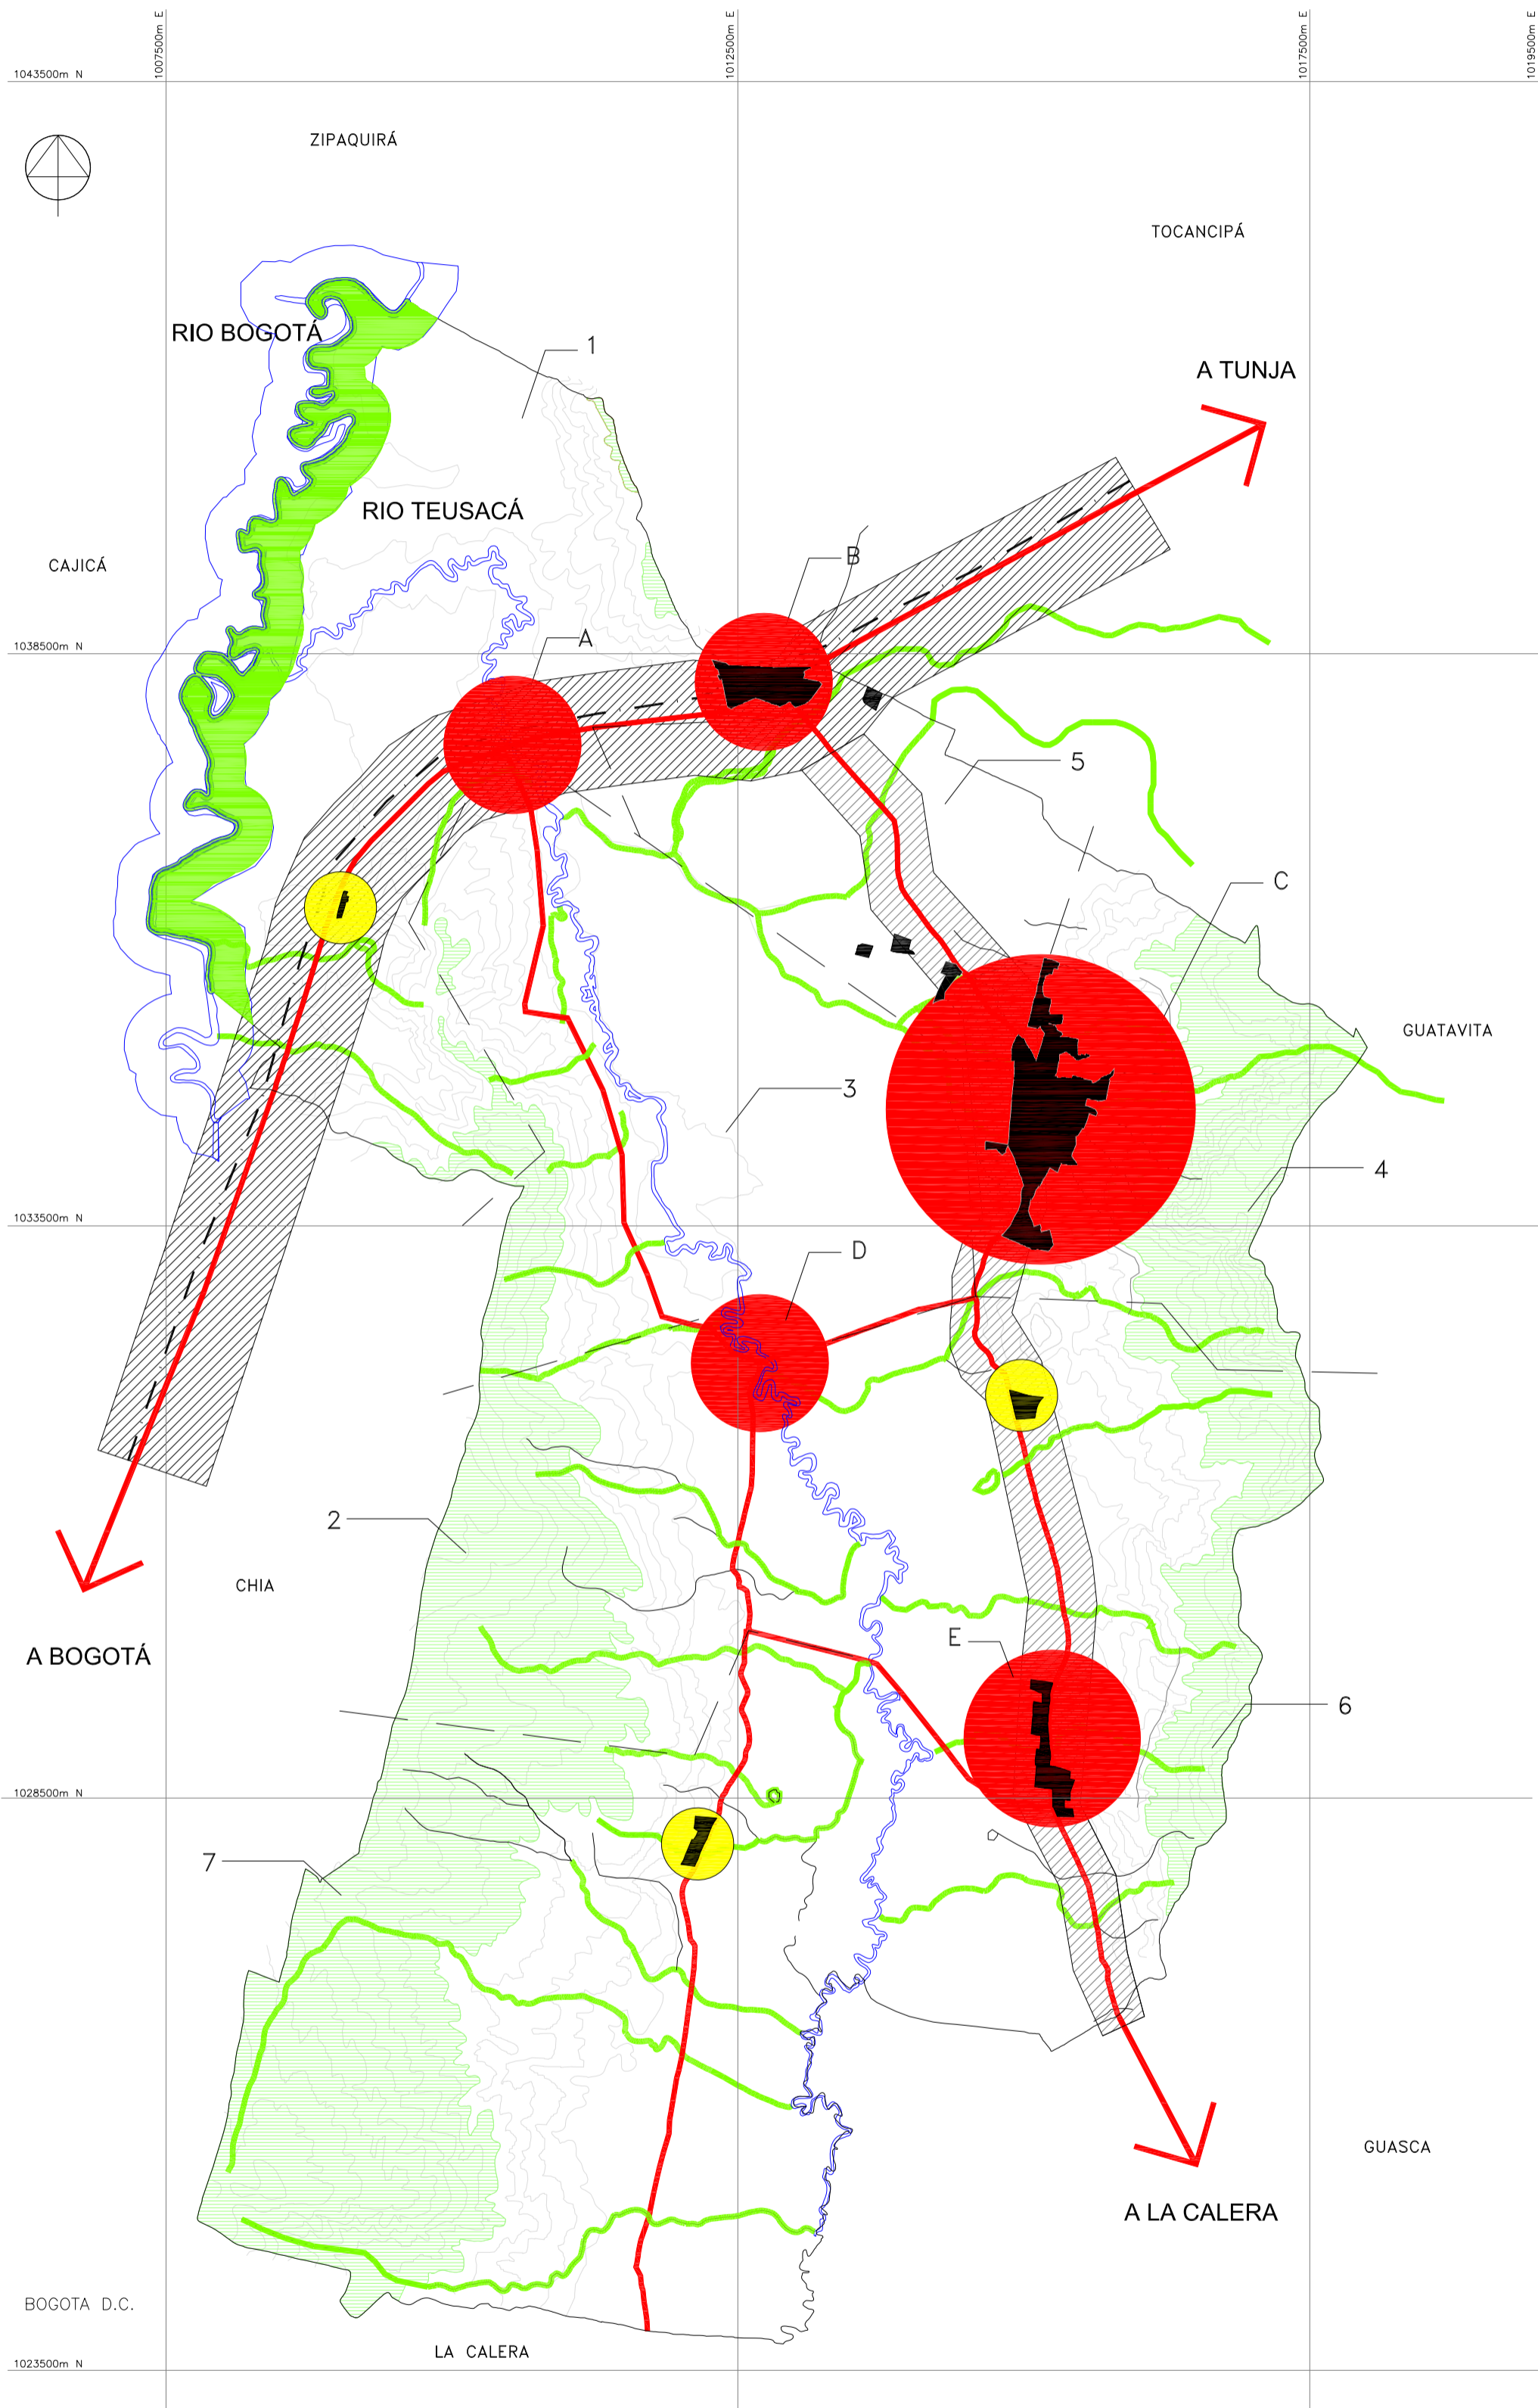 1007500m E
1012500m E
1017500m E
1019500m E
1043500m N
ZIPAQUIRÁ
TOCANCIPÁ
RIO BOGOTÁ
1
A TUNJA
RIO TEUSACÁ
CAJICÁ
B
A
1038500m N
5
C
GUATAVITA
3
4
1033500m N
D
2
CHIA
E
A BOGOTÁ
6
1028500m N
7
GUASCA
A LA CALERA
BOGOTA D.C.
LA CALERA
1023500m N